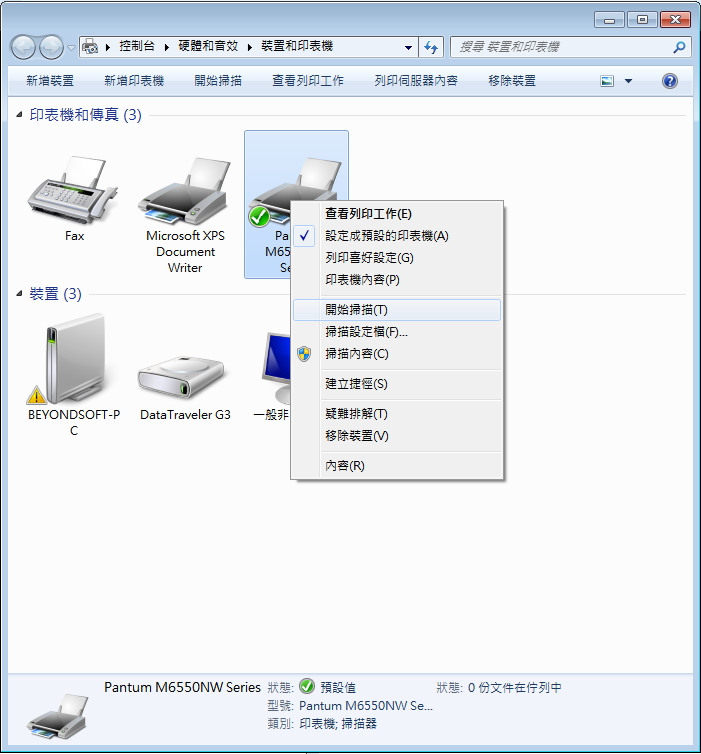 控制台 硬體和音效 裝置和印表機
搜尋 裝置和印表機
新增裝置 新增印表機 開始掃描 查看列印工作 列印伺服器內容 移除裝置
印表機和傳真 (3)
Fax
Microsoft XPS
Document
Writer
Pa
M65
Se
查看列印工作(E)
設定成預設的印表機(A)
列印喜好設定(G)
印表機內容(P)
開始掃描(T)
掃描設定檔(F)...
掃描內容(C)
建立捷徑(S)
疑難排解(T)
移除裝置(V)
內容(R)
裝置 (3)
BEYONDSOFT-P
C
DataTraveler G3
一般非
Pantum M6550NW Series 狀態: 預設值 狀態: 0 份文件在佇列中
型號: Pantum M6550NW Se...
類別: 印表機; 掃描器